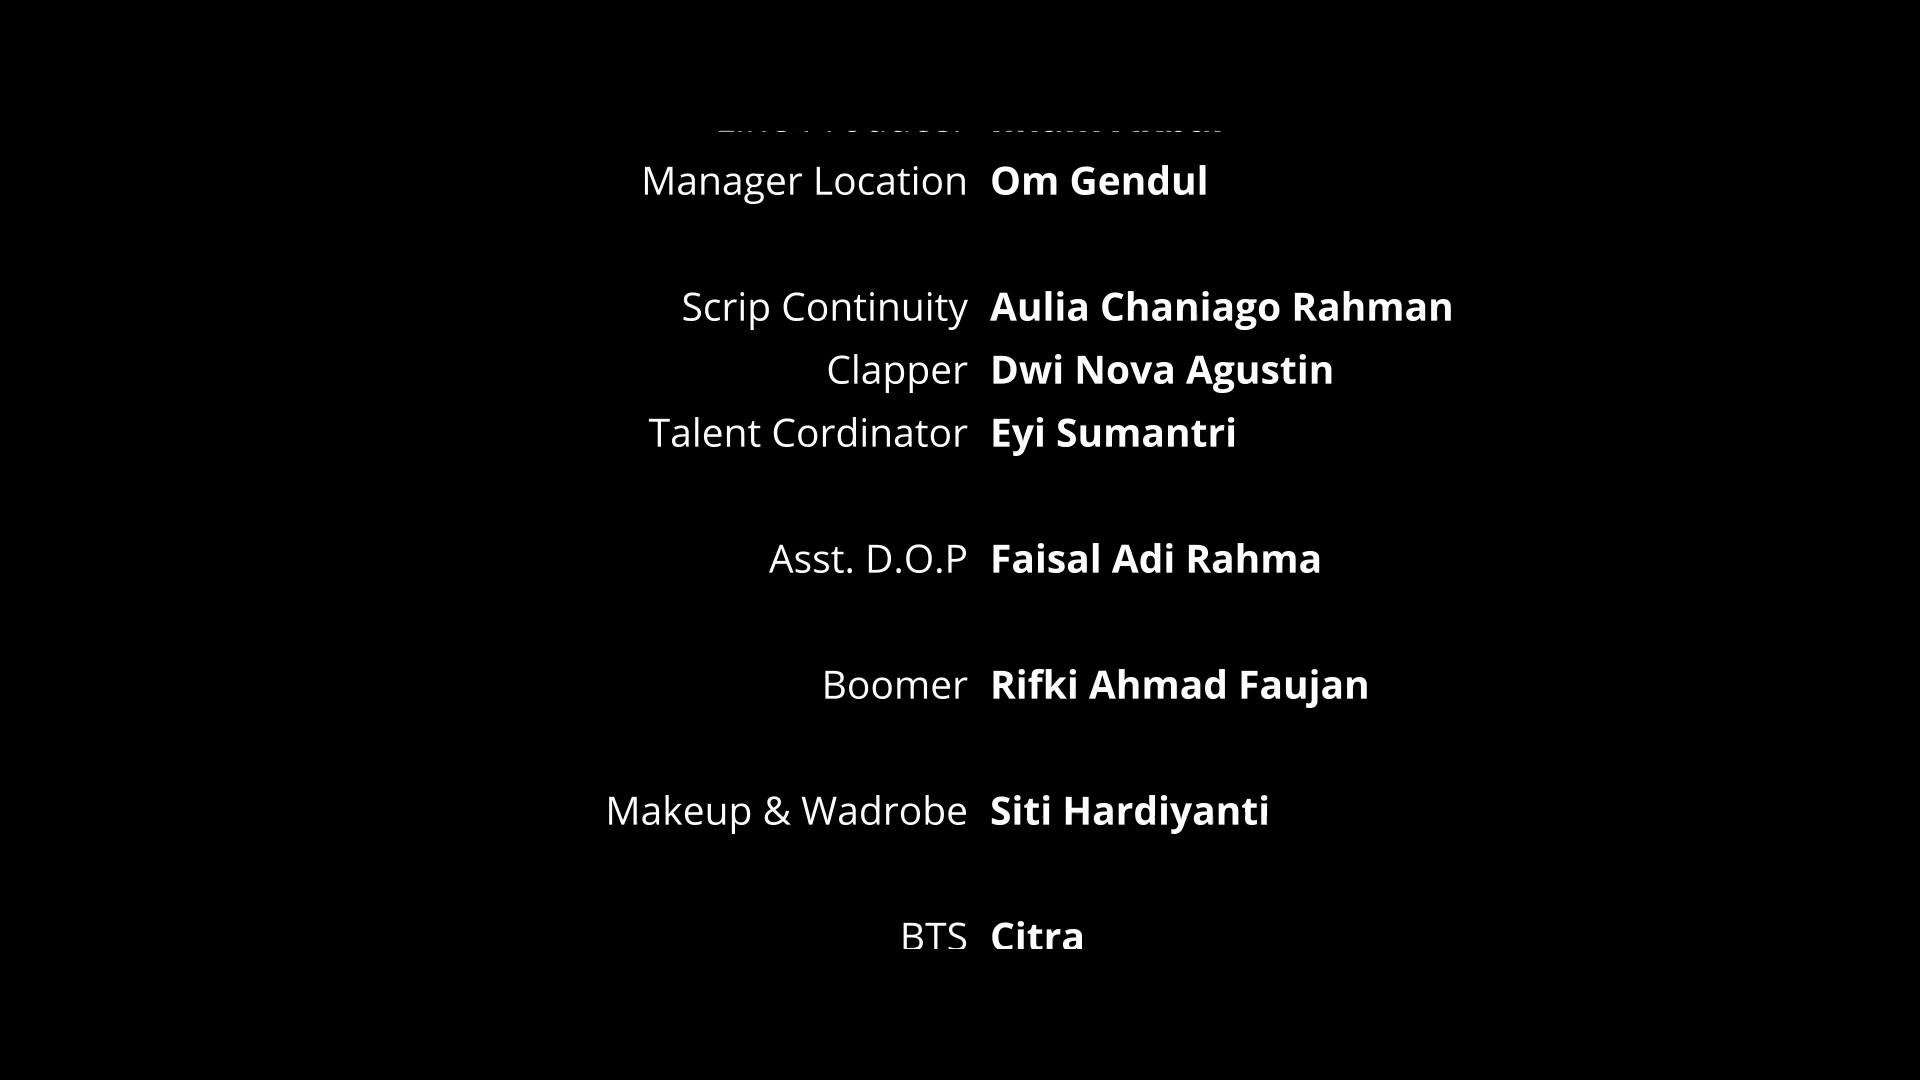 Manager Location Om Gendul
Scrip Continuity Aulia Chaniago Rahman
Clapper Dwi Nova Agustin
Talent Cordinator Eyi Sumantri
Asst. D.O.P Faisal Adi Rahma
Boomer Rifki Ahmad Faujan
Makeup & Wadrobe Siti Hardiyanti
BTS Citra